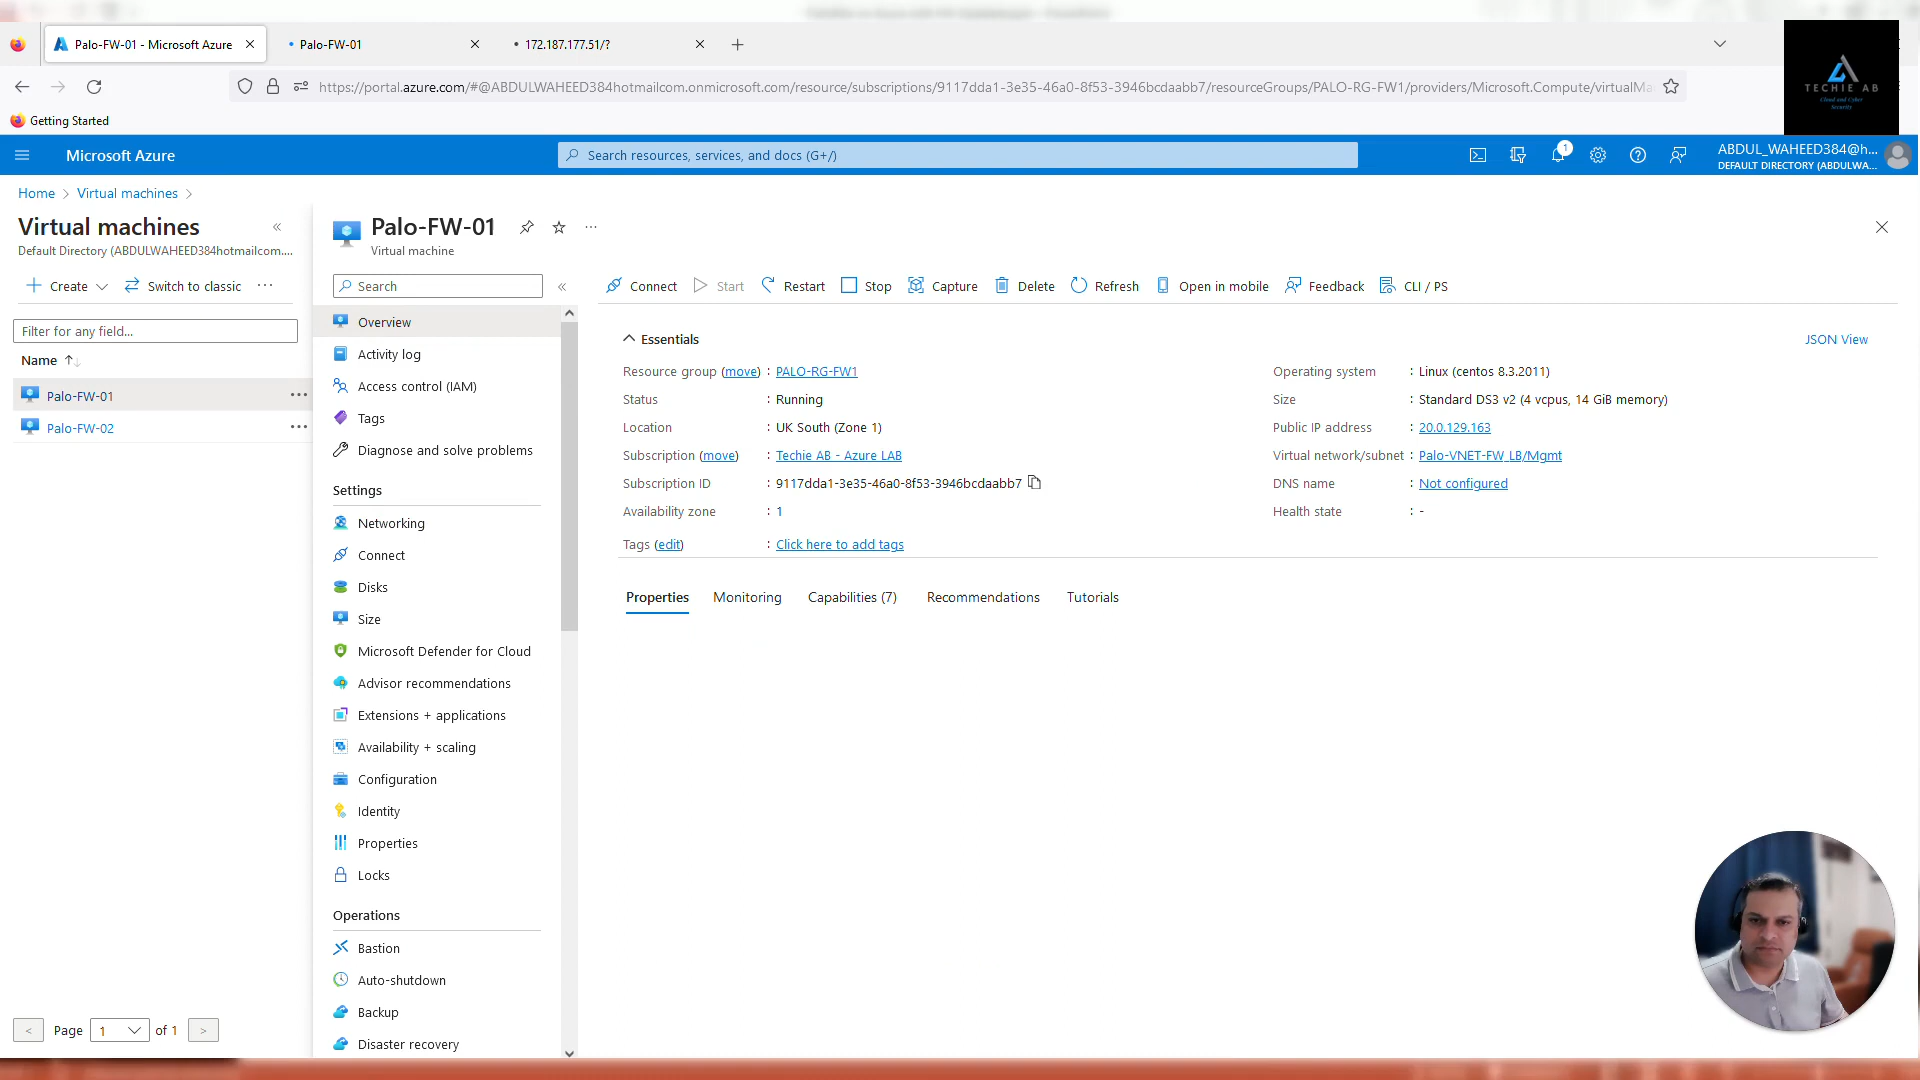 Palo-FW-01 - Microsoft Azure
Palo-FW-01
172.187.177.51/?
https://portal.azure.com/#@ABDULWAHEED384hotmailcom.onmicrosoft.com/resource/subscriptions/9117dda1-3e35-46a0-8f53-3946bcdaabb7/resourceGroups/PALO-RG-FW1/providers/Microsoft.Compute/virtualMa
TECHIE AB
Cloud and Cyber
Security
Getting Started
Microsoft Azure
Search resources, services, and docs (G+/)
1
ABDUL_WAHEED384@h...
DEFAULT DIRECTORY (ABDULWA...
Home > Virtual machines >
Virtual machines
Default Directory (ABDULWAHEED384hotmailcom....
Create
Switch to classic
Filter for any field...
Name
Palo-FW-01
Palo-FW-02
Page 1 of 1
Palo-FW-01
Virtual machine
Search
Overview
Activity log
Access control (IAM)
Tags
Diagnose and solve problems
Settings
Networking
Connect
Disks
Size
Microsoft Defender for Cloud
Advisor recommendations
Extensions + applications
Availability + scaling
Configuration
Identity
Properties
Locks
Operations
Bastion
Auto-shutdown
Backup
Disaster recovery
Connect
Start
Restart
Stop
Capture
Delete
Refresh
Open in mobile
Feedback
CLI / PS
Essentials
JSON View
Resource group (move) : PALO-RG-FW1
Status : Running
Location : UK South (Zone 1)
Subscription (move) : Techie AB - Azure LAB
Subscription ID : 9117dda1-3e35-46a0-8f53-3946bcdaabb7
Availability zone : 1
Tags (edit) : Click here to add tags
Operating system : Linux (centos 8.3.2011)
Size : Standard DS3 v2 (4 vcpus, 14 GiB memory)
Public IP address : 20.0.129.163
Virtual network/subnet : Palo-VNET-FW_LB/Mgmt
DNS name : Not configured
Health state : -
Properties
Monitoring
Capabilities (7)
Recommendations
Tutorials